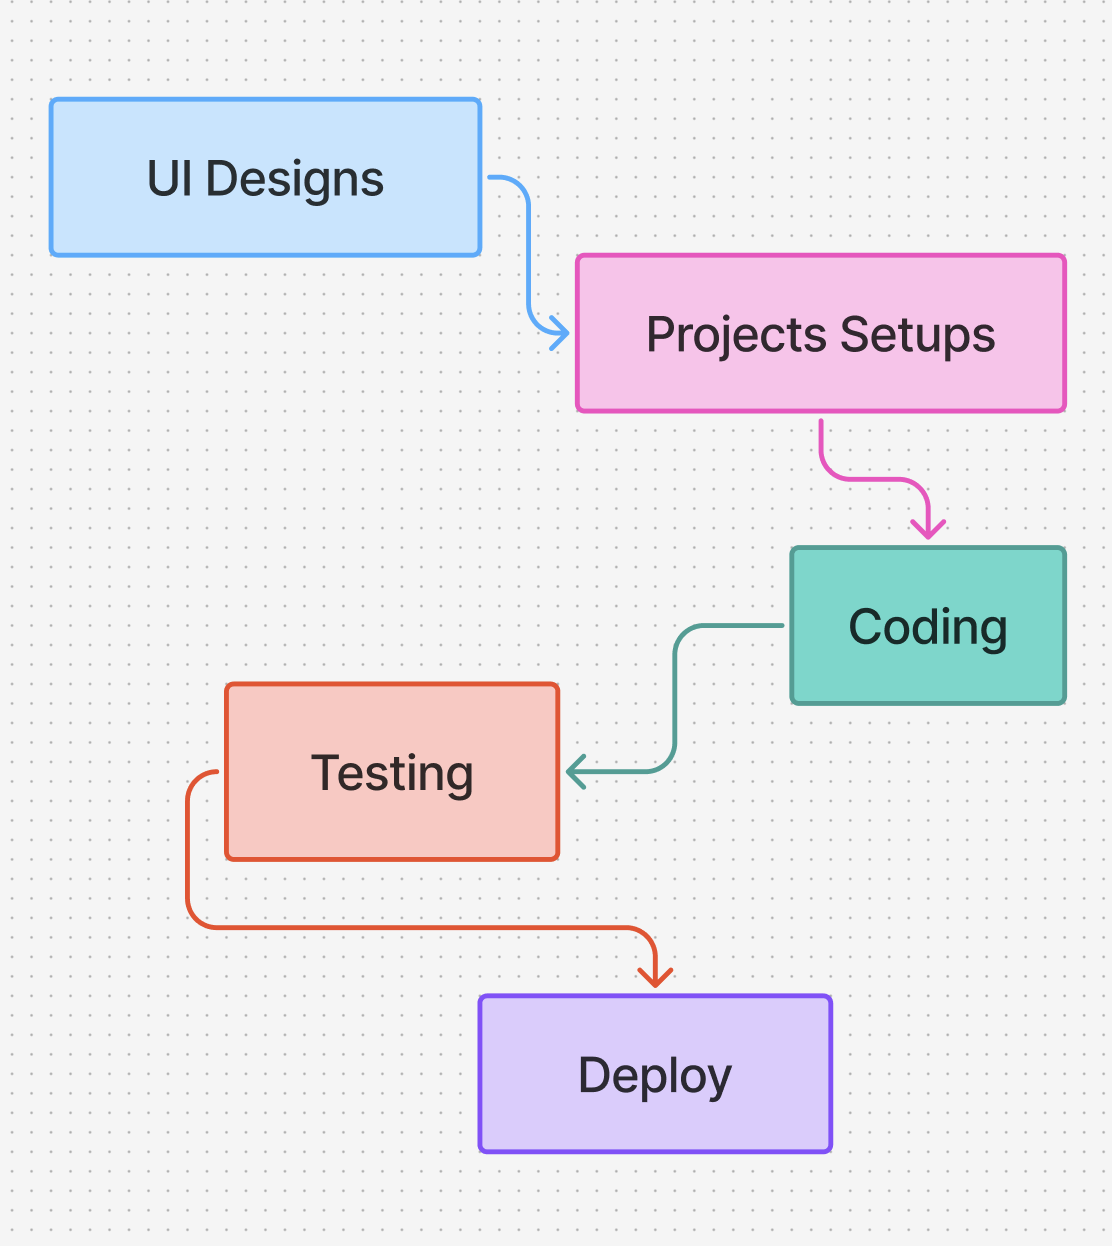 UI Designs
Projects Setups
Coding
Testing
Deploy